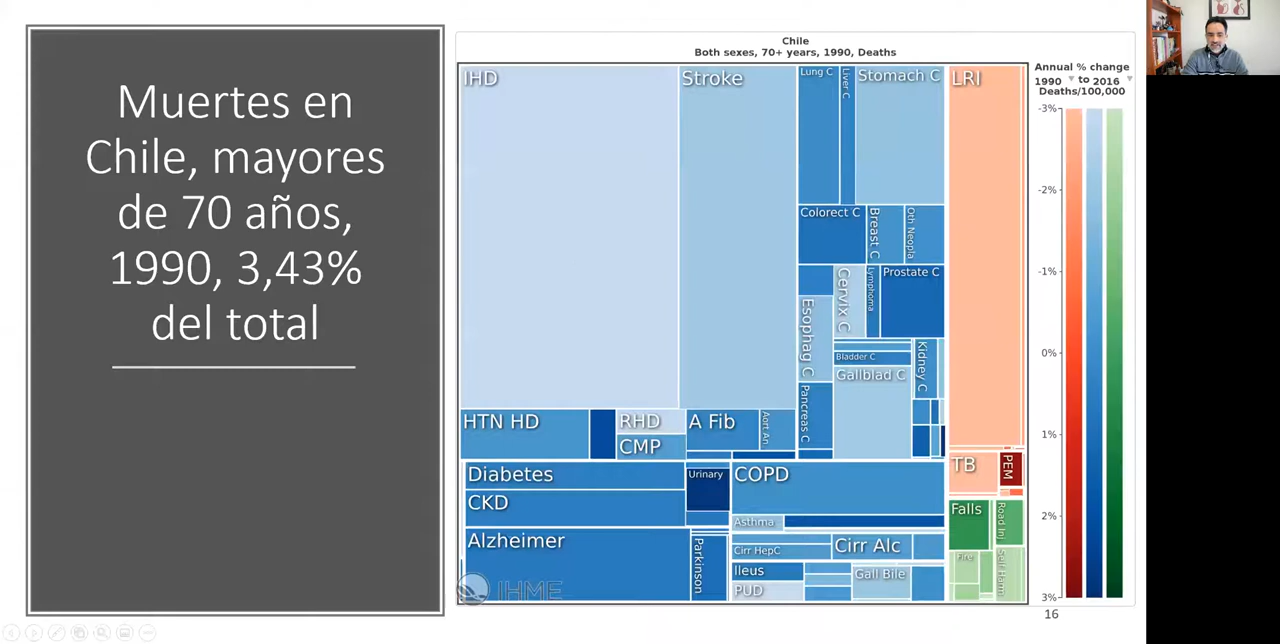 Muertes en
Chile, mayores
de 70 años,
1990, 3,43%
del total
Chile
Both sexes, 70+ years, 1990, Deaths
IHD
Stroke
Lung C
Liver C
Stomach C
LRI
Colorect C
Breast C
Oth Neopla
Esophag C
Cervix C
Lymphoma
Prostate C
Bladder C
Kidney C
Gallblad C
Pancreas C
HTN HD
RHD
CMP
A Fib
Aort An
Diabetes
CKD
Urinary
COPD
Asthma
Alzheimer
Parkinson
Cirr HepC
Cirr Alc
Ileus
PUD
Gall Bile
TB
PEM
Falls
Road Inj
Fire
Self Harm
IHME
Annual % change
1990 to 2016
Deaths/100,000
-3%
-2%
-1%
0%
1%
2%
3%
16